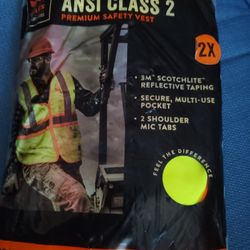 ANSI CLASS 2
PREMIUM SAFETY VEST
2X
• 3M™ SCOTCHLITE™
REFLECTIVE TAPING
• SECURE, MULTI-USE
POCKET
• 2 SHOULDER
MIC TABS
FEEL THE DIFFERENCE